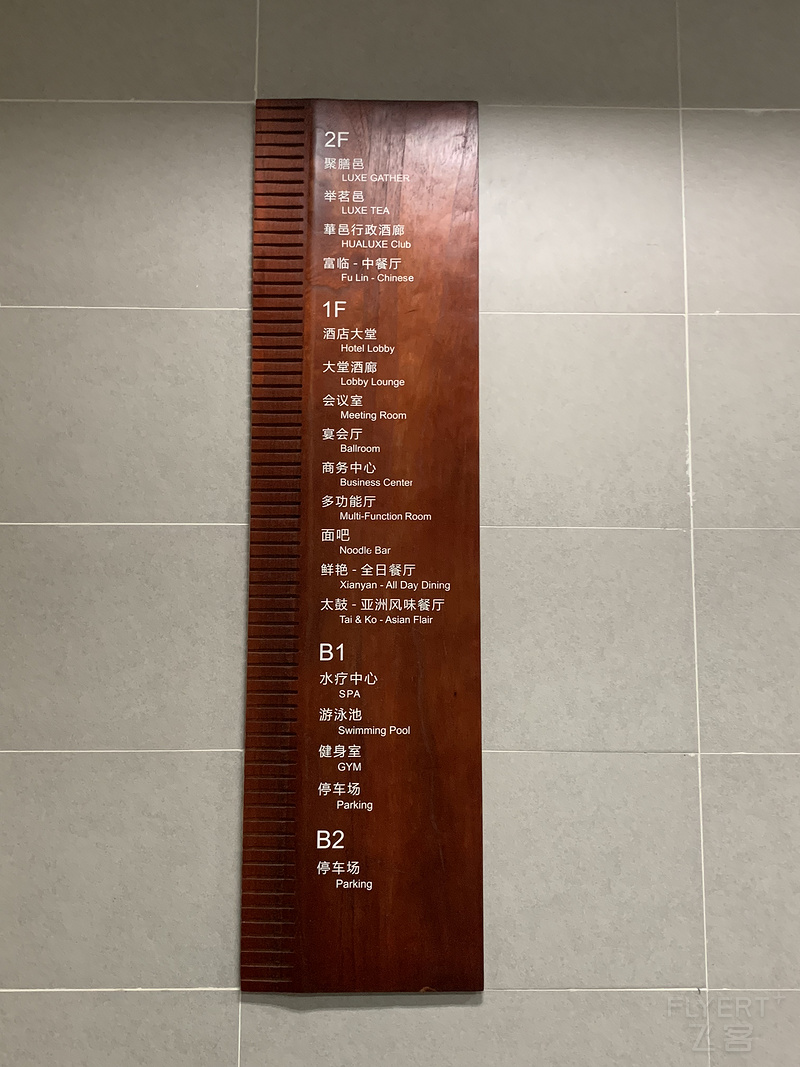 2F
聚膳邑
LUXE GATHER
举茗邑
LUXE TEA
華邑行政酒廊
HUALUXE Club
富临 - 中餐厅
Fu Lin - Chinese
1F
酒店大堂
Hotel Lobby
大堂酒廊
Lobby Lounge
会议室
Meeting Room
宴会厅
Ballroom
商务中心
Business Center
多功能厅
Multi-Function Room
面吧
Noodle Bar
鲜艳 - 全日餐厅
Xianyan - All Day Dining
太鼓 - 亚洲风味餐厅
Tai & Ko - Asian Flair
B1
水疗中心
SPA
游泳池
Swimming Pool
健身室
GYM
停车场
Parking
B2
停车场
Parking
FLYERT+
飞客